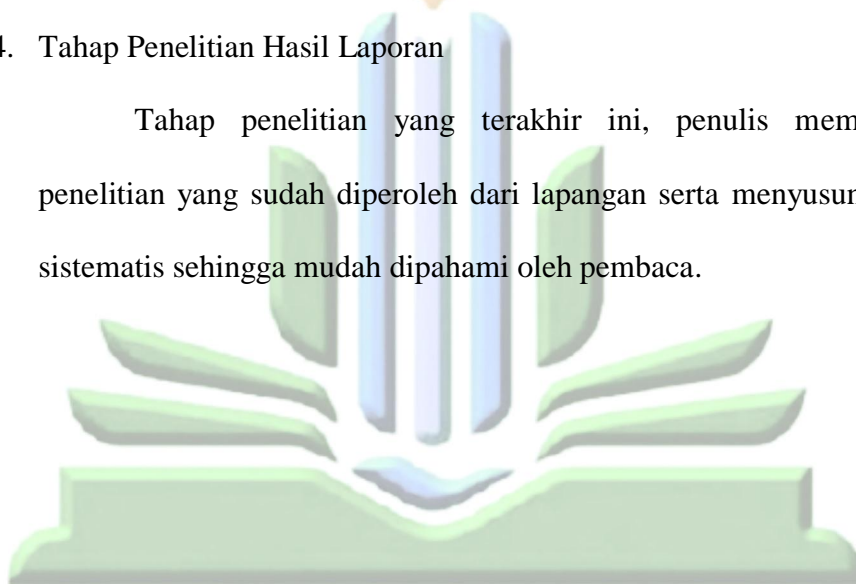 4. Tahap Penelitian Hasil Laporan
Tahap penelitian yang terakhir ini, penulis
penelitian yang sudah diperoleh dari lapangan serta menyusun
sistematis sehingga mudah dipahami oleh pembaca.